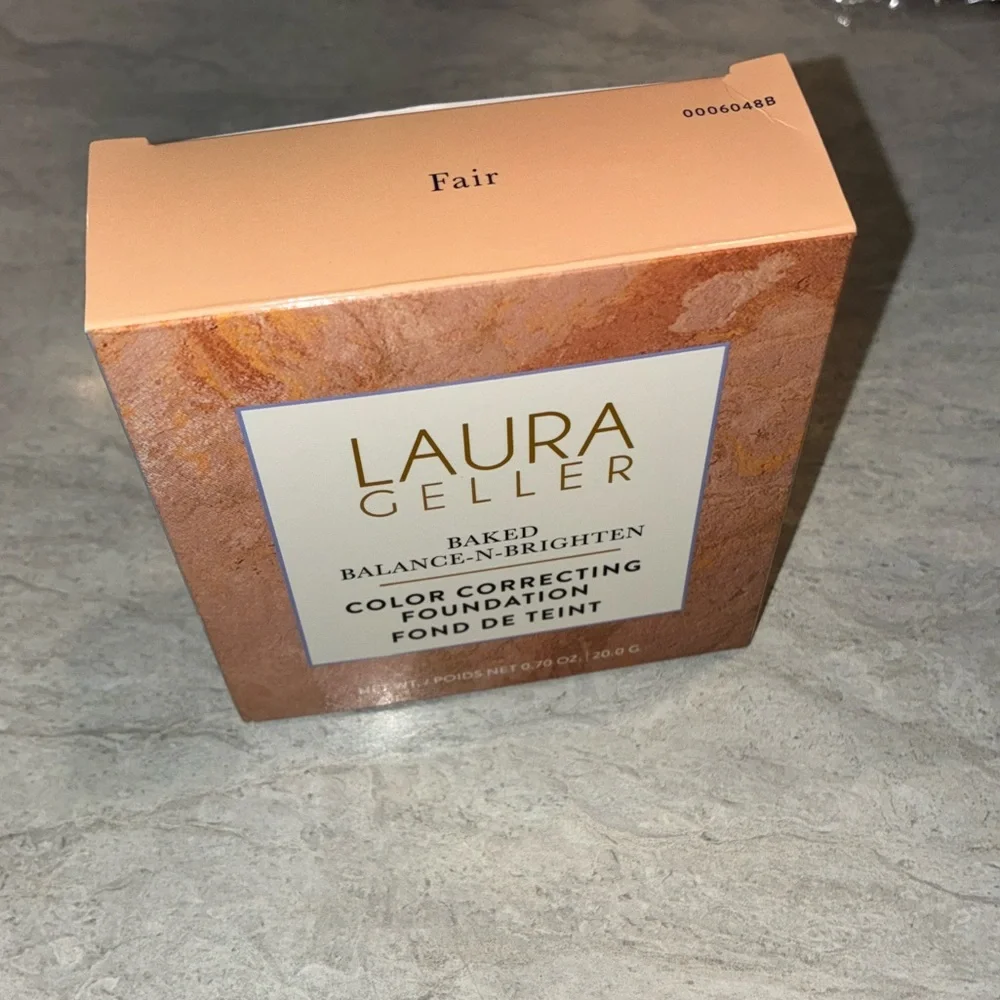 0006048B
Fair
LAURA
GELLER
BAKED
BALANCE-N-BRIGHTEN
COLOR CORRECTING
FOUNDATION
FOND DE TEINT
NET WT. / POIDS NET 0.70 OZ. | 20.0 G